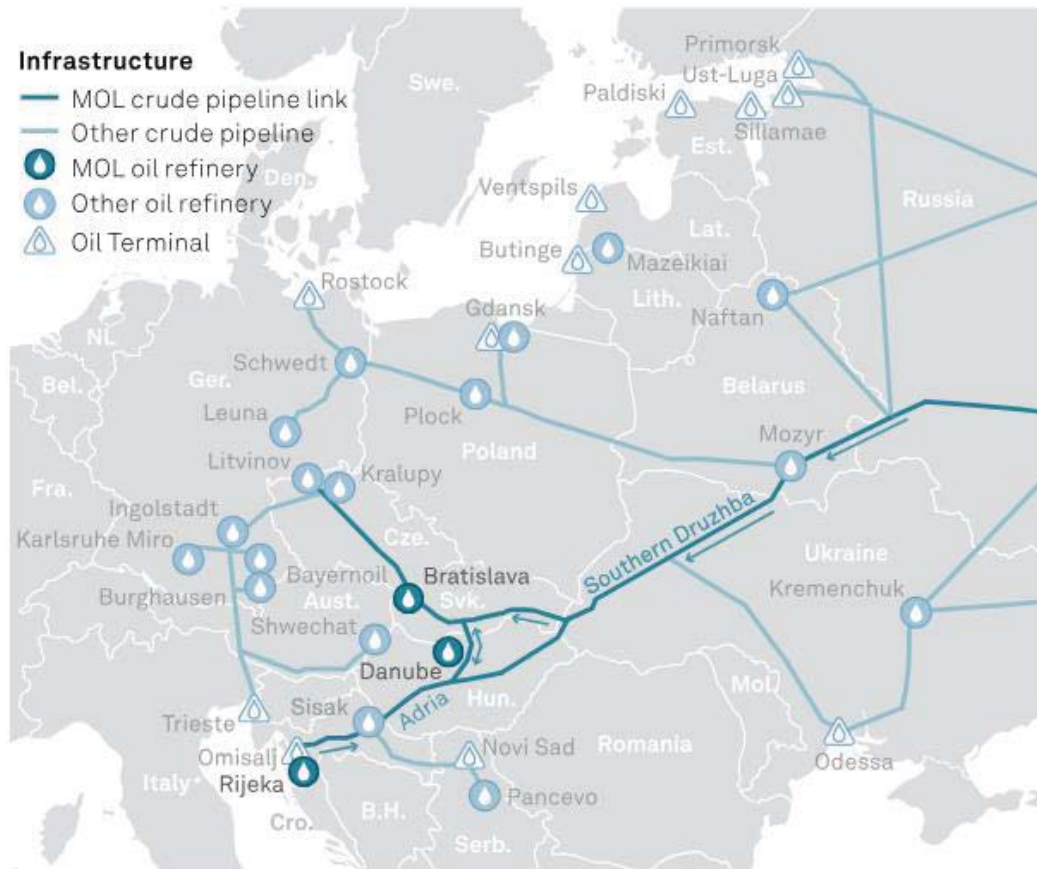 Infrastructure
MOL crude pipeline link
Other crude pipeline
MOL oil refinery
Other oil refinery
Oil Terminal
Swe.
Primorsk
Ust-Luga
Paldiski
Sillamae
Est.
Den.
Ventspils
Russia
Lat.
Butinge
Mazeikiai
Rostock
Lith.
Gdansk
Naftan
NL
Schwedt
Bel.
Ger.
Belarus
Leuna
Plock
Mozyr
Litvinov
Poland
Kralupy
Fra.
Ingolstadt
Southern Druzhba
Karlsruhe Miro
Cze.
Ukraine
Bayernoil
Bratislava
Kremenchuk
Burghausen
Aust.
Svk.
Shwechat
Danube
Mol.
Hun.
Sisak
Adria
Trieste
Omisalj
Novi Sad
Romania
Odessa
Italy*
Rijeka
Pancevo
B.H.
Cro.
Serb.